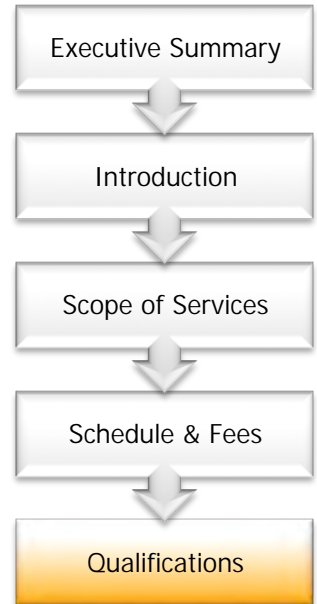 Executive Summary
Introduction
Scope of Services
Schedule & Fees
Qualifications